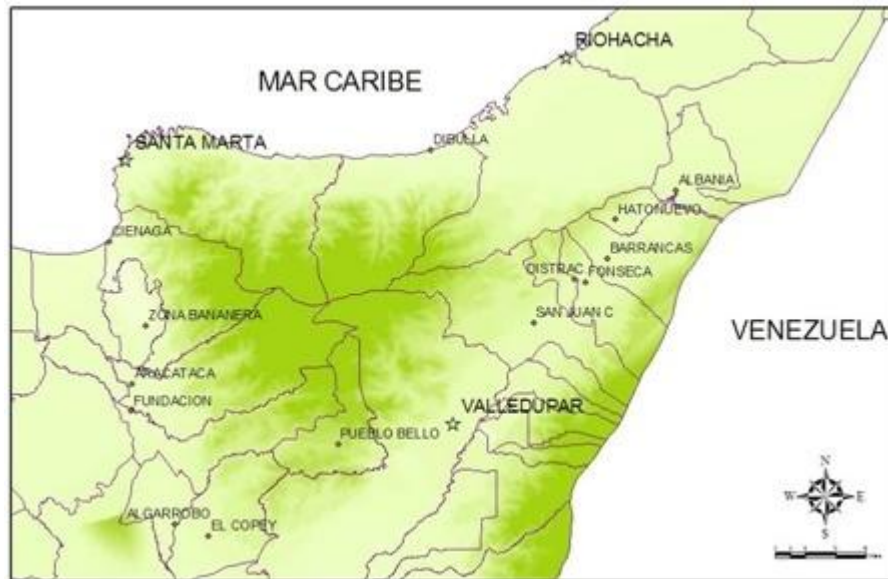 RIOHACHA
MAR CARIBE
SANTA MARTA
DIBULLA
ALBANIA
HATONUEVO
CIENAGA
BARRANCAS
DISTRAC
FONSECA
ZONA BANANERA
SAN JUAN C
VENEZUELA
ARACATACA
FUNDACION
VALLEDUPAR
PUEBLO BELLO
ALGARROBO
EL COPEY
N
W
E
S